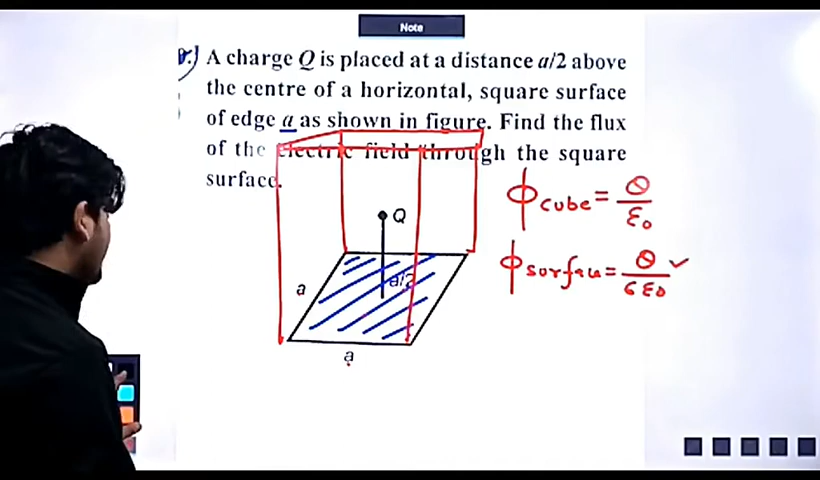 Note
Q.) A charge Q is placed at a distance a/2 above
the centre of a horizontal, square surface
of edge a as shown in figure. Find the flux
of the electric field through the square
surface.
Q
ϕcube = Q/ε₀
ϕsurface = Q/6ε₀ ✓
a
a/2
a